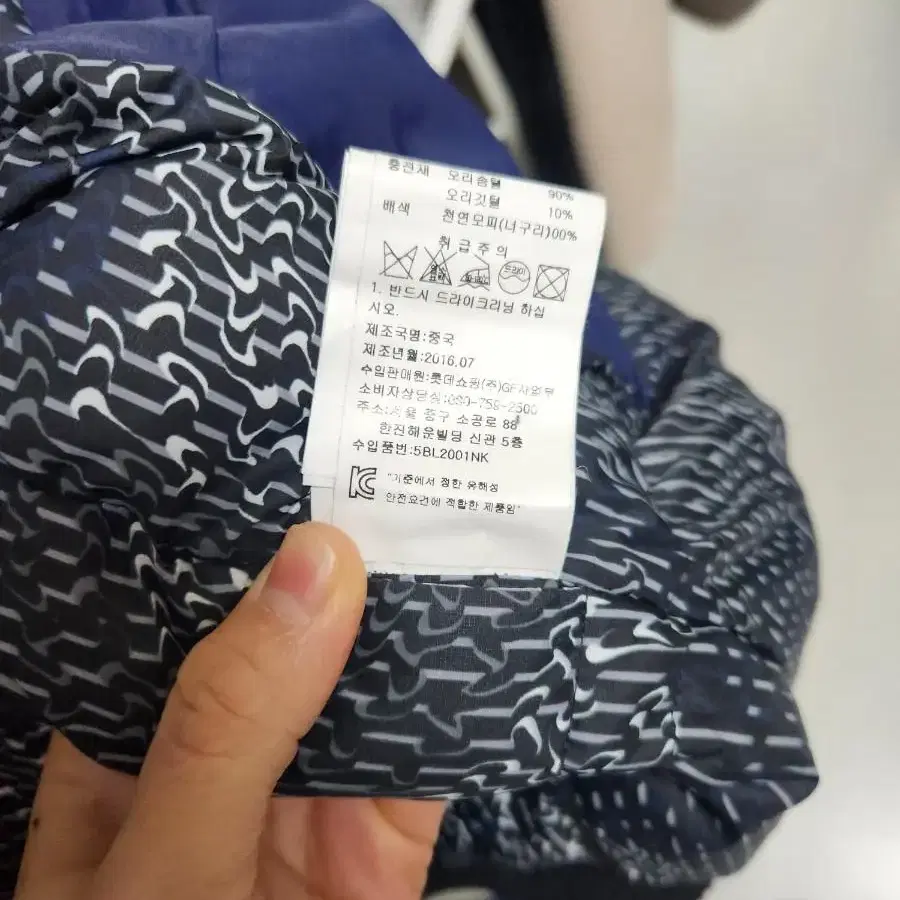 충전재 오리솜털 90%
오리깃털 10%
배색 천연모피(너구리)00%
취급주의
드라이
1. 반드시 드라이크리닝 하십
시오.
제조국명:중국
제조년월:2016.07
수입판매원:롯데쇼핑(주)GF사업부
소비자상담실:080-759-2500
주소:서울 중구 소공로 88
한진해운빌딩 신관 5층
수입품번:5BL2001NK
"기준에서 정한 유해성
안전요건에 적합한 제품임"